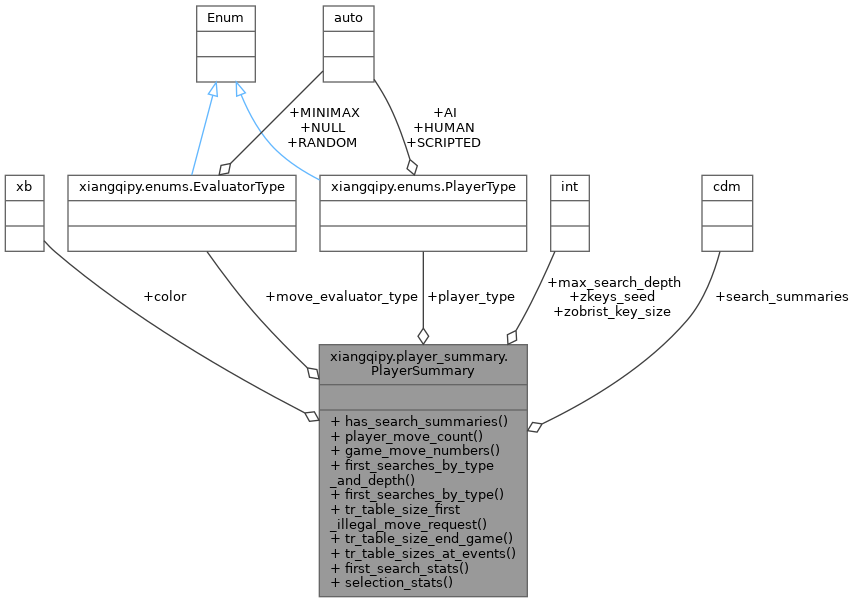 Enum
auto
+MINIMAX
+NULL
+RANDOM
+AI
+HUMAN
+SCRIPTED
xb
xiangqipy.enums.EvaluatorType
xiangqipy.enums.PlayerType
int
cdm
+color
+move_evaluator_type
+player_type
+max_search_depth
+zkeys_seed
+zobrist_key_size
+search_summaries
xiangqipy.player_summary.
PlayerSummary
+ has_search_summaries()
+ player_move_count()
+ game_move_numbers()
+ first_searches_by_type
_and_depth()
+ first_searches_by_type()
+ tr_table_size_first
_illegal_move_request()
+ tr_table_size_end_game()
+ tr_table_sizes_at_events()
+ first_search_stats()
+ selection_stats()